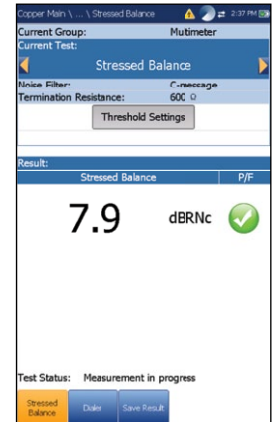 Copper Main \ ... \ Stressed Balance 2:37 PM
Current Group: Mutimeter
Current Test:
Stressed Balance
Noise Filter: C-message
Termination Resistance: 600 Ω
Threshold Settings
Result:
Stressed Balance P/F
7.9 dBRNc
Test Status: Measurement in progress
Stressed Balance Dialer Save Result